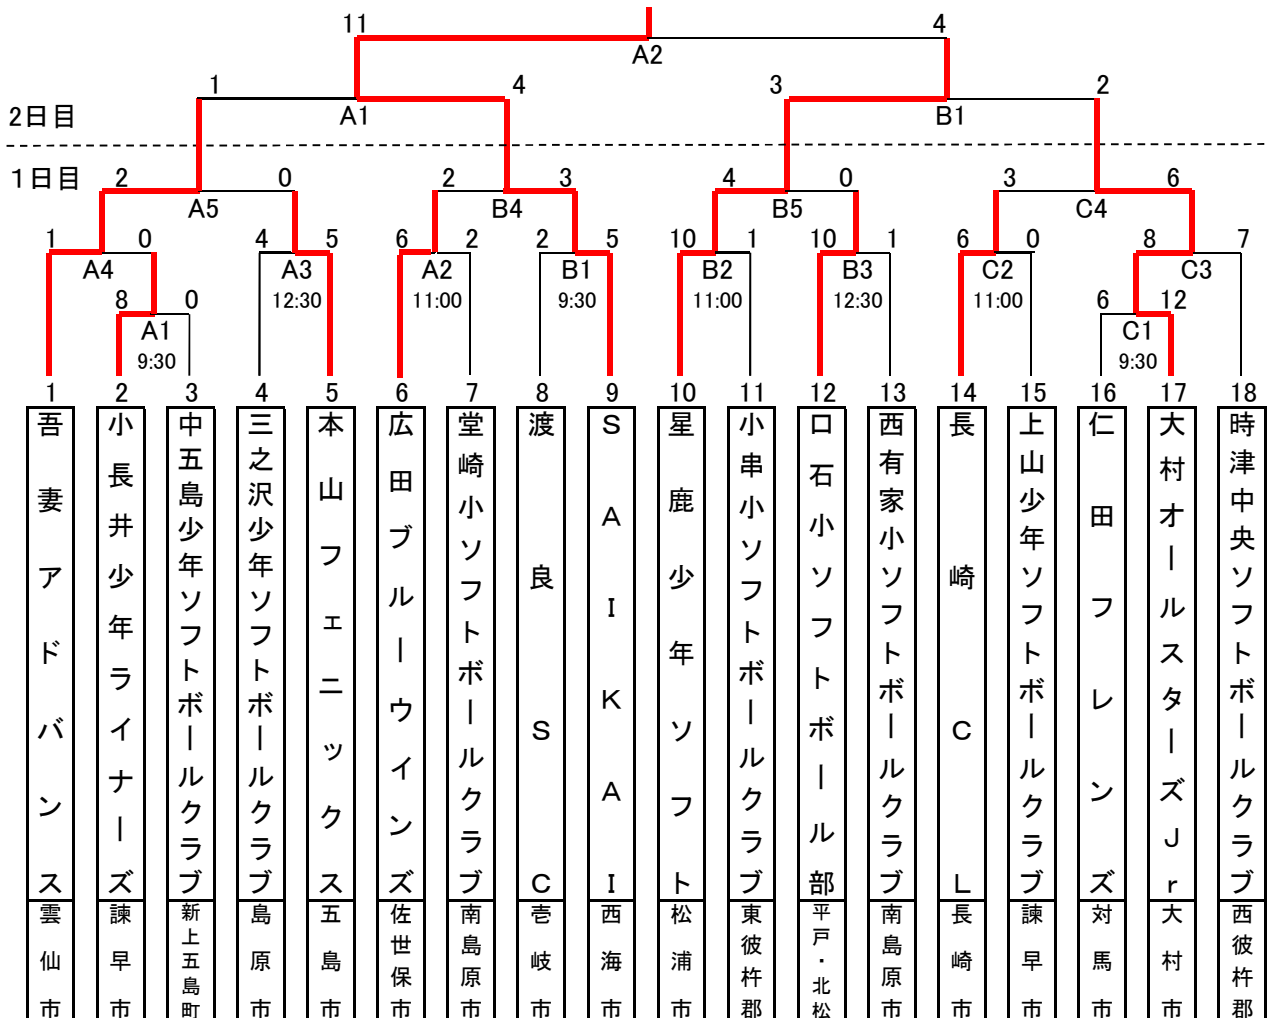 11 4
A2
1 4 3 2
A1 B1
2日目
1日目
2 0 2 3 4 0 3 6
A5 B4 B5 C4
1 0 4 5 6 2 2 5 10 1 10 1 6 0 8 7
A4 A3 A2 B1 B2 B3 C2 C3
12:30 11:00 9:30 11:00 12:30 11:00
8 0 6 12
A1 C1
9:30 9:30
1 2 3 4 5 6 7 8 9 10 11 12 13 14 15 16 17 18
吾妻アドバンス
小長井少年ライナーズ
中五島少年ソフトボールクラブ
三之沢少年ソフトボールクラブ
本山フェニックス
広田ブルーウインズ
堂崎小ソフトボールクラブ
渡良SC
SAIKAI
星鹿少年ソフト
小串小ソフトボールクラブ
口石小ソフトボール部
西有家小ソフトボールクラブ
長崎CL
上山少年ソフトボールクラブ
仁田フレンズ
大村オールスターズJr
時津中央ソフトボールクラブ
雲仙市
諫早市
新上五島町
島原市
五島市
佐世保市
南島原市
壱岐市
西海市
松浦市
東彼杵郡
平戸・北松
南島原市
長崎市
諫早市
対馬市
大村市
西彼杵郡